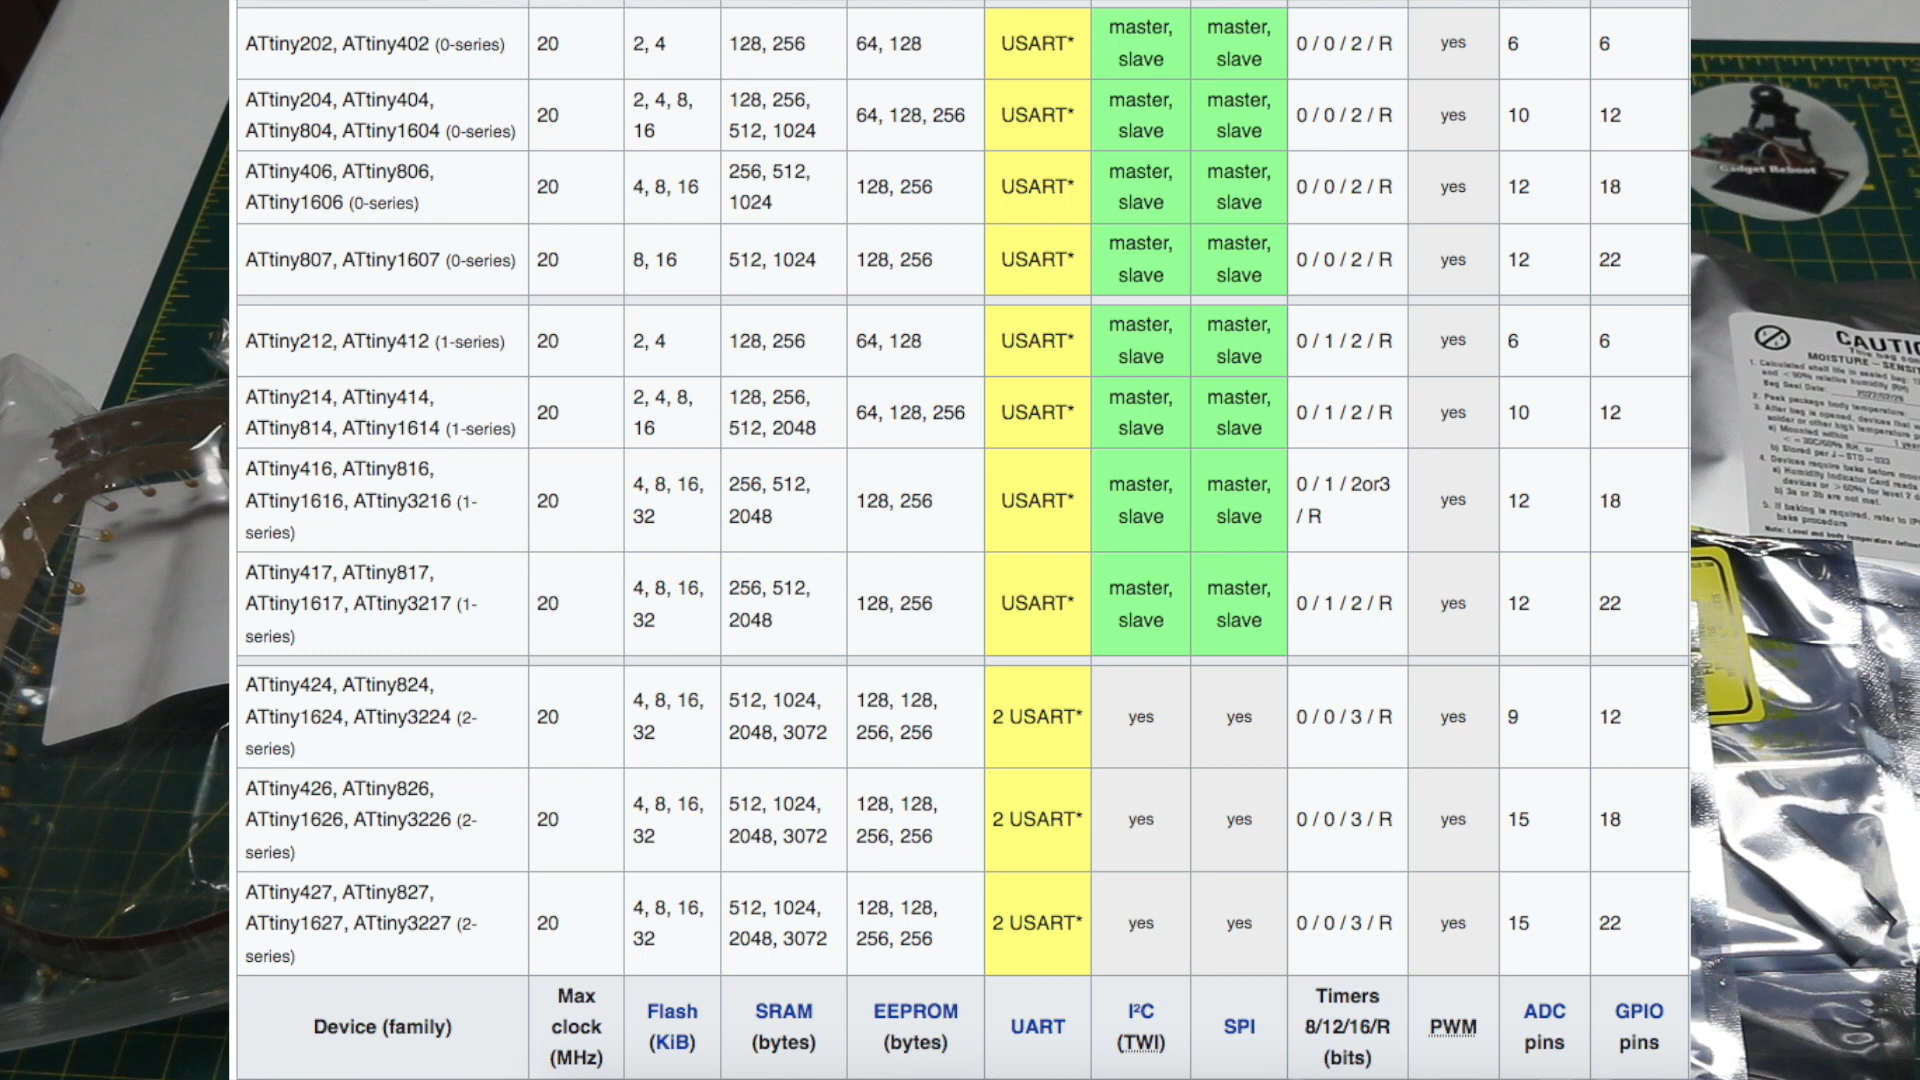 ATtiny202, ATtiny402 (0-series) 20 2, 4 128, 256 64, 128 USART* master, slave master, slave 0 / 0 / 2 / R yes 6 6
ATtiny204, ATtiny404, ATtiny804, ATtiny1604 (0-series) 20 2, 4, 8, 16 128, 256, 512, 1024 64, 128, 256 USART* master, slave master, slave 0 / 0 / 2 / R yes 10 12
ATtiny406, ATtiny806, ATtiny1606 (0-series) 20 4, 8, 16 256, 512, 1024 128, 256 USART* master, slave master, slave 0 / 0 / 2 / R yes 12 18
ATtiny807, ATtiny1607 (0-series) 20 8, 16 512, 1024 128, 256 USART* master, slave master, slave 0 / 0 / 2 / R yes 12 22
ATtiny212, ATtiny412 (1-series) 20 2, 4 128, 256 64, 128 USART* master, slave master, slave 0 / 1 / 2 / R yes 6 6
ATtiny214, ATtiny414, ATtiny814, ATtiny1614 (1-series) 20 2, 4, 8, 16 128, 256, 512, 2048 64, 128, 256 USART* master, slave master, slave 0 / 1 / 2 / R yes 10 12
ATtiny416, ATtiny816, ATtiny1616, ATtiny3216 (1-series) 20 4, 8, 16, 32 256, 512, 2048 128, 256 USART* master, slave master, slave 0 / 1 / 2or3 / R yes 12 18
ATtiny417, ATtiny817, ATtiny1617, ATtiny3217 (1-series) 20 4, 8, 16, 32 256, 512, 2048 128, 256 USART* master, slave master, slave 0 / 1 / 2 / R yes 12 22
ATtiny424, ATtiny824, ATtiny1624, ATtiny3224 (2-series) 20 4, 8, 16, 32 512, 1024, 2048, 3072 128, 128, 256, 256 2 USART* yes yes 0 / 0 / 3 / R yes 9 12
ATtiny426, ATtiny826, ATtiny1626, ATtiny3226 (2-series) 20 4, 8, 16, 32 512, 1024, 2048, 3072 128, 128, 256, 256 2 USART* yes yes 0 / 0 / 3 / R yes 15 18
ATtiny427, ATtiny827, ATtiny1627, ATtiny3227 (2-series) 20 4, 8, 16, 32 512, 1024, 2048, 3072 128, 128, 256, 256 2 USART* yes yes 0 / 0 / 3 / R yes 15 22
Device (family) Max clock (MHz) Flash (KiB) SRAM (bytes) EEPROM (bytes) UART I²C (TWI) SPI Timers 8/12/16/R (bits) PWM ADC pins GPIO pins
Gadget Reboot
CAUTIO
MOISTURE - SENSIT